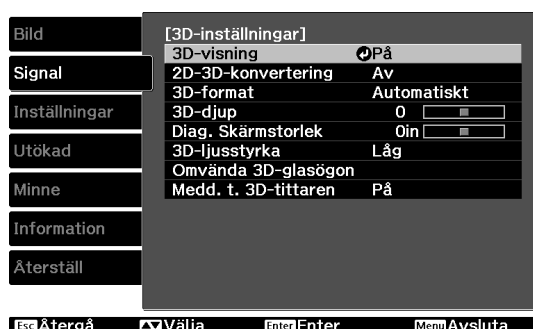 Bild
Signal
Inställningar
Utökad
Minne
Information
Återställ
[3D-inställningar]
3D-visning På
2D-3D-konvertering Av
3D-format Automatiskt
3D-djup 0
Diag. Skärmstorlek 0in
3D-ljusstyrka Låg
Omvända 3D-glasögon
Medd. t. 3D-tittaren På
Esc Återgå Välja Enter Enter Menu Avsluta